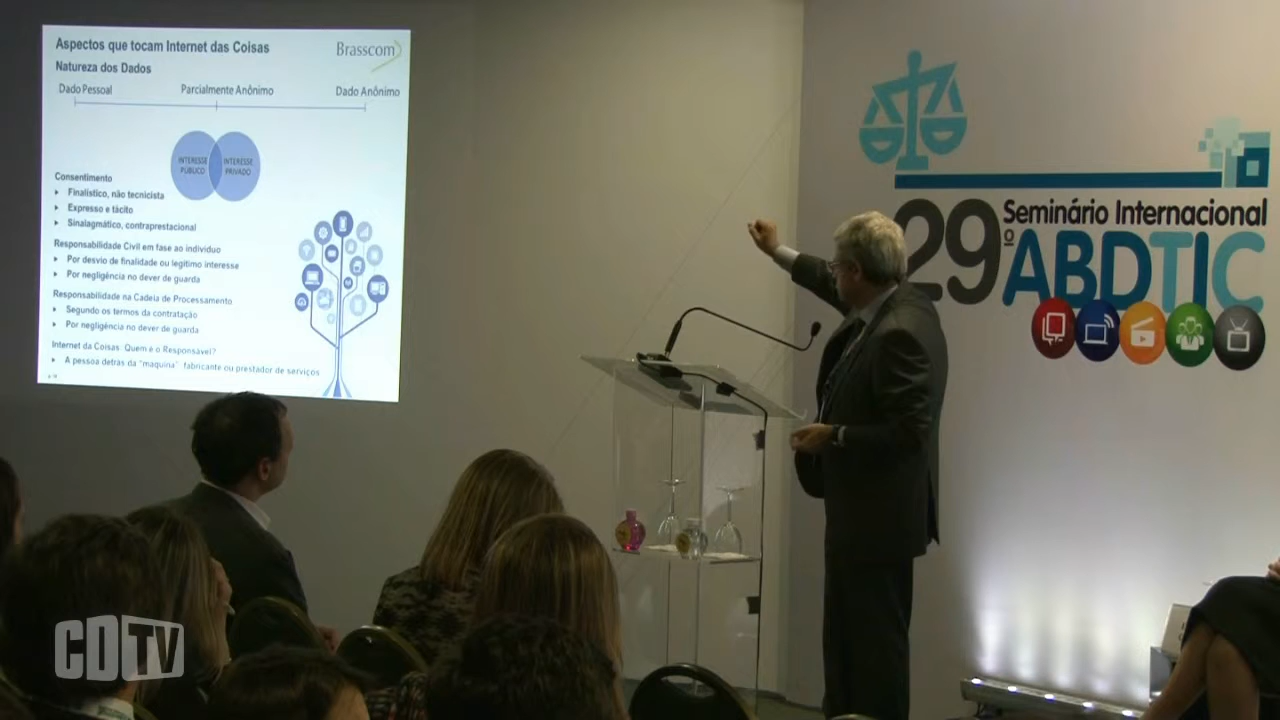 Aspectos que tocam Internet das Coisas
Brasscom
Natureza dos Dados
Dado Pessoal
Parcialmente Anônimo
Dado Anônimo
INTERESSE PÚBLICO
INTERESSE PRIVADO
Consentimento
Finalístico, não tecnicista
Expresso e tácito
Sinalagmático, contraprestacional
Responsabilidade Civil em fase ao indivíduo
Por desvio de finalidade ou legítimo interesse
Por negligência no dever de guarda
Responsabilidade na Cadeia de Processamento
Segundo os termos da contratação
Por negligência no dever de guarda
Internet da Coisas: Quem é o Responsável?
A pessoa detras da "maquina" fabricante ou prestador de serviços
29º Seminário Internacional
ABDTIC
CDTV